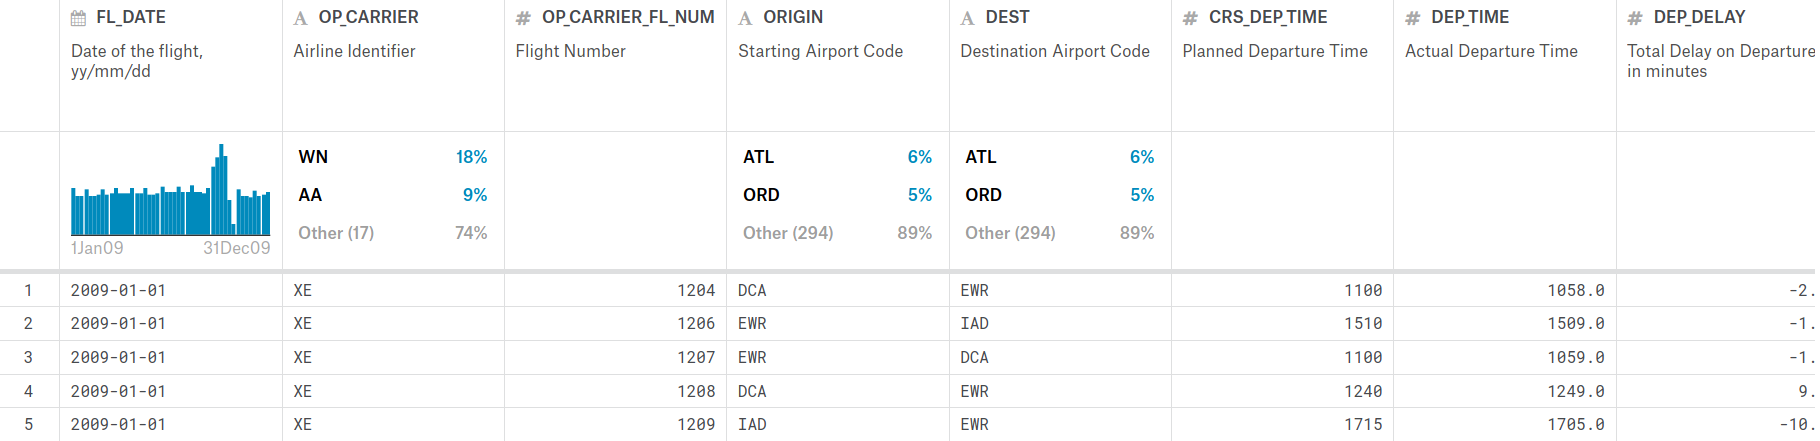 FL_DATE OP_CARRIER OP_CARRIER_FL_NUM ORIGIN DEST CRS_DEP_TIME DEP_TIME DEP_DELAY
Date of the flight, Airline Identifier Flight Number Starting Airport Code Destination Airport Code Planned Departure Time Actual Departure Time Total Delay on Departure
yy/mm/dd in minutes
WN 18% ATL 6% ATL 6%
AA 9% ORD 5% ORD 5%
Other (17) 74% Other (294) 89% Other (294) 89%
1Jan09 31Dec09
1 2009-01-01 XE 1204 DCA EWR 1100 1058.0 -2.
2 2009-01-01 XE 1206 EWR IAD 1510 1509.0 -1.
3 2009-01-01 XE 1207 EWR DCA 1100 1059.0 -1.
4 2009-01-01 XE 1208 DCA EWR 1240 1249.0 9.
5 2009-01-01 XE 1209 IAD EWR 1715 1705.0 -10.